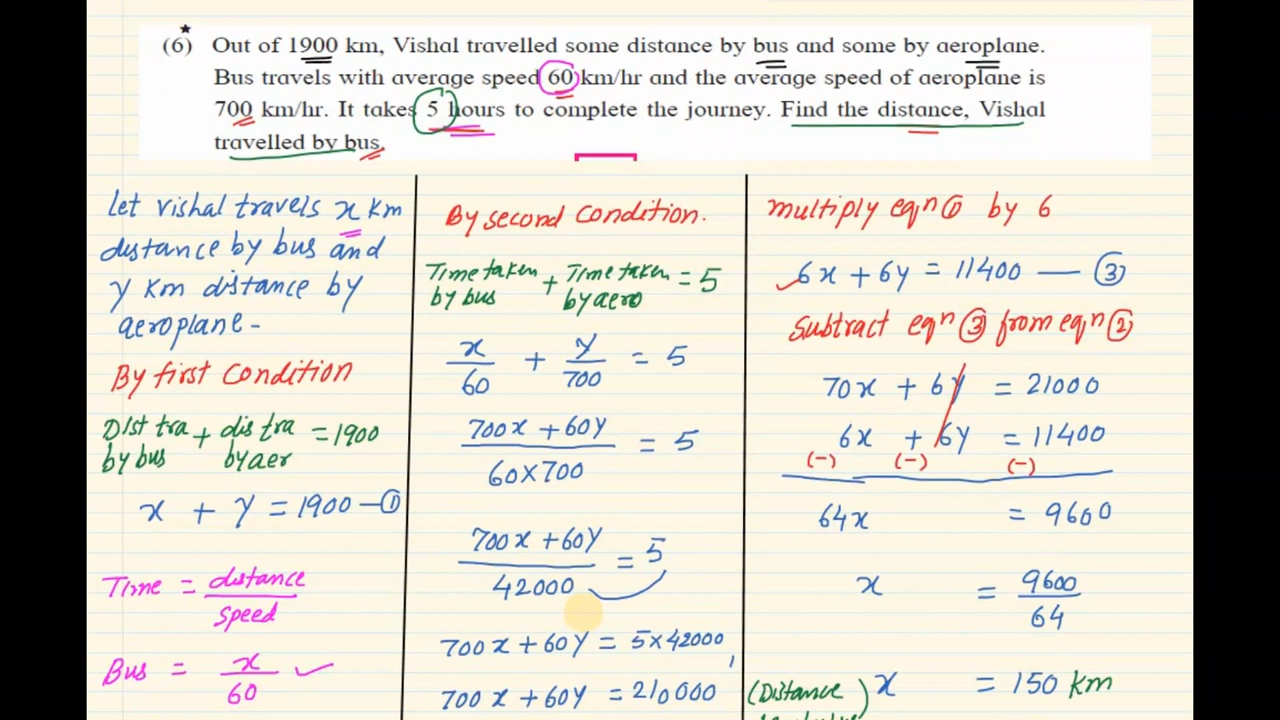 (6)* Out of 1900 km, Vishal travelled some distance by bus and some by aeroplane.
Bus travels with average speed 60 km/hr and the average speed of aeroplane is
700 km/hr. It takes 5 hours to complete the journey. Find the distance, Vishal
travelled by bus.
Let vishal travels x km
distance by bus and
y km distance by
aeroplane -
By first Condition
Dist tra by bus + dis tra by aer = 1900
x + y = 1900 — ①
Time = distance / speed
Bus = x / 60 ✓
By second Condition.
Time taken by bus + Time taken by aero = 5
x/60 + y/700 = 5
700x + 60y / 60×700 = 5
700x + 60y / 42000 = 5
700x + 60y = 5×42000,
700x + 60y = 210000
multiply eqn ① by 6
6x + 6y = 11400 — ③
Subtract eqn ③ from eqn ②
70x + 6y = 21000
6x + 6y = 11400
(-) (-) (-)
64x = 9600
x = 9600 / 64
(Distance ) x = 150 km